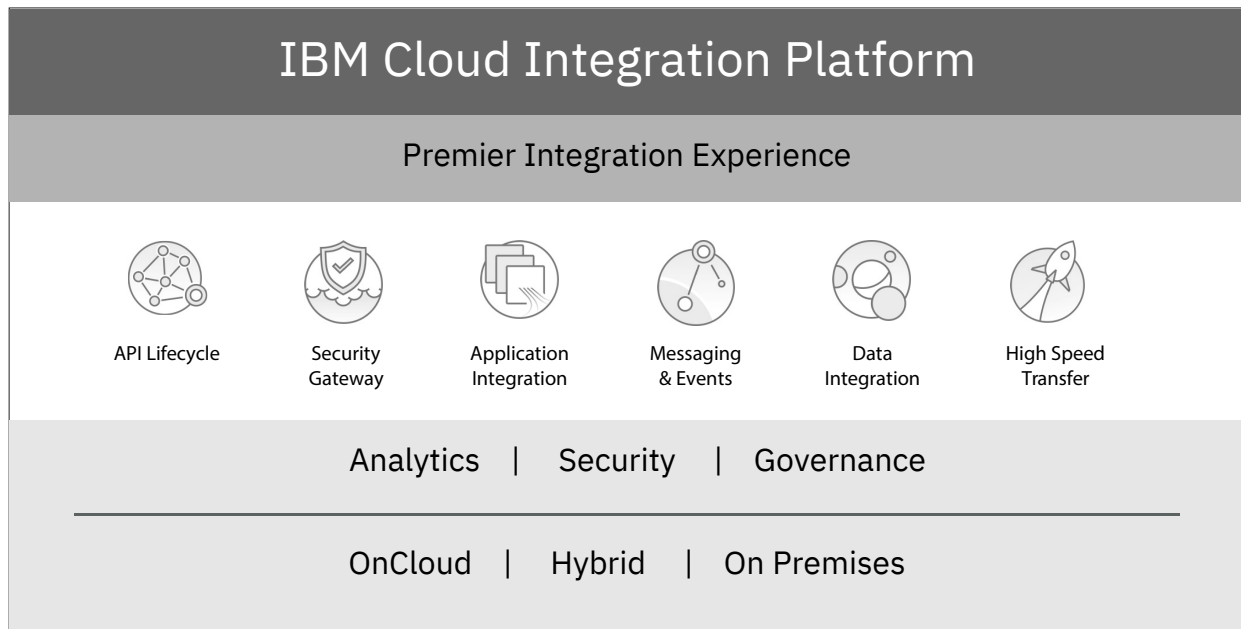 IBM Cloud Integration Platform
Premier Integration Experience
API Lifecycle
Security
Gateway
Application
Integration
Messaging
& Events
Data
Integration
High Speed
Transfer
Analytics | Security | Governance
OnCloud | Hybrid | On Premises